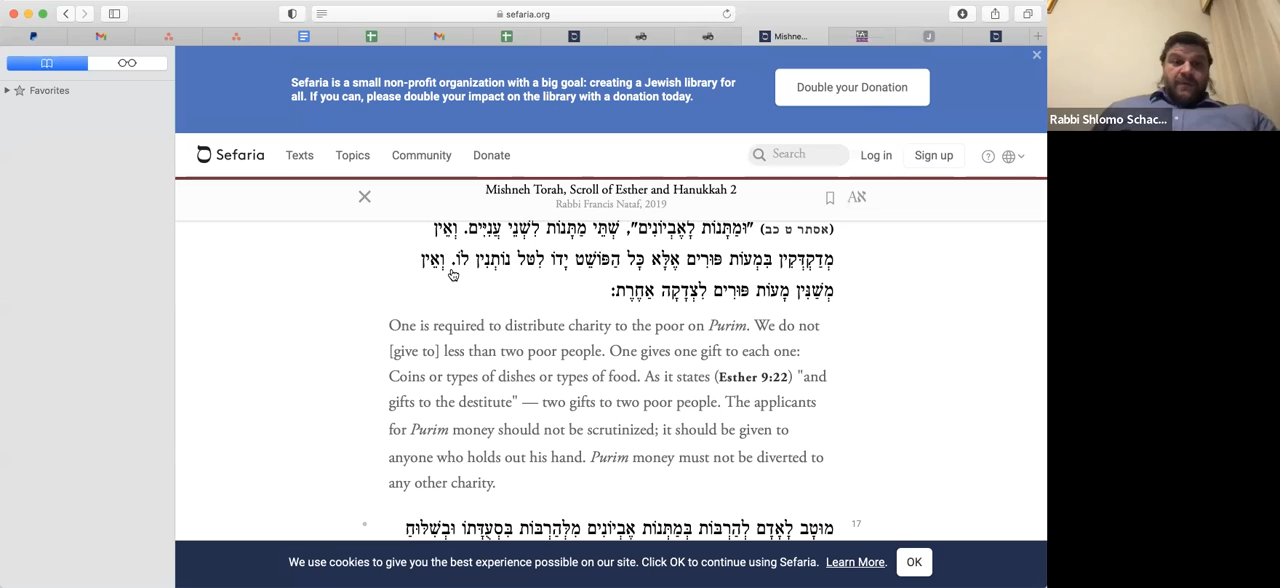 sefaria.org
Mishne...
Favorites
Sefaria is a small non-profit organization with a big goal: creating a Jewish library for
all. If you can, please double your impact on the library with a donation today.
Double your Donation
Rabbi Shlomo Schac...
Sefaria
Texts
Topics
Community
Donate
Search
Log in
Sign up
Mishneh Torah, Scroll of Esther and Hanukkah 2
Rabbi Francis Nataf, 2019
(אסתר ט כב) "וּמַתָּנוֹת לָאֶבְיוֹנִים", שְׁתֵּי מַתָּנוֹת לִשְׁנֵי עֲנִיִּים. וְאֵין
מְדַקְדְּקִין בִּמְעוֹת פּוּרִים אֶלָּא כָּל הַפּוֹשֵׁט יָדוֹ לִטֹּל נוֹתְנִין לוֹ. וְאֵין
מְשַׁנִּין מָעוֹת פּוּרִים לִצְדָקָה אַחֶרֶת:
One is required to distribute charity to the poor on Purim. We do not
[give to] less than two poor people. One gives one gift to each one:
Coins or types of dishes or types of food. As it states (Esther 9:22) "and
gifts to the destitute" — two gifts to two poor people. The applicants
for Purim money should not be scrutinized; it should be given to
anyone who holds out his hand. Purim money must not be diverted to
any other charity.
17
מוּטָב לָאָדָם לְהַרְבּוֹת בְּמַתְּנוֹת אֶבְיוֹנִים מִלְּהַרְבּוֹת בִּסְעֻדָּתוֹ וּבְשִׁלּוּחַ
We use cookies to give you the best experience possible on our site. Click OK to continue using Sefaria. Learn More.
OK